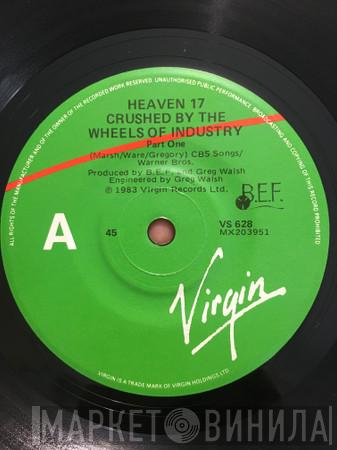 HEAVEN 17
CRUSHED BY THE
WHEELS OF INDUSTRY
Part One
(Marsh/Ware/Gregory) CBS Songs/
Warner Bros.
Produced by B.E.F. and Greg Walsh
Engineered by Greg Walsh
℗ © 1983 Virgin Records Ltd.
B.E.F.
A
45
VS 628
MX203951
Virgin
VIRGIN IS A TRADE MARK OF VIRGIN HOLDINGS LTD.
ALL RIGHTS OF THE MANUFACTURER AND OF THE OWNER OF THE RECORDED WORK RESERVED. UNAUTHORISED PUBLIC PERFORMANCE, BROADCASTING AND COPYING OF THIS RECORD PROHIBITED
МАРКЕТ ВИНИЛА